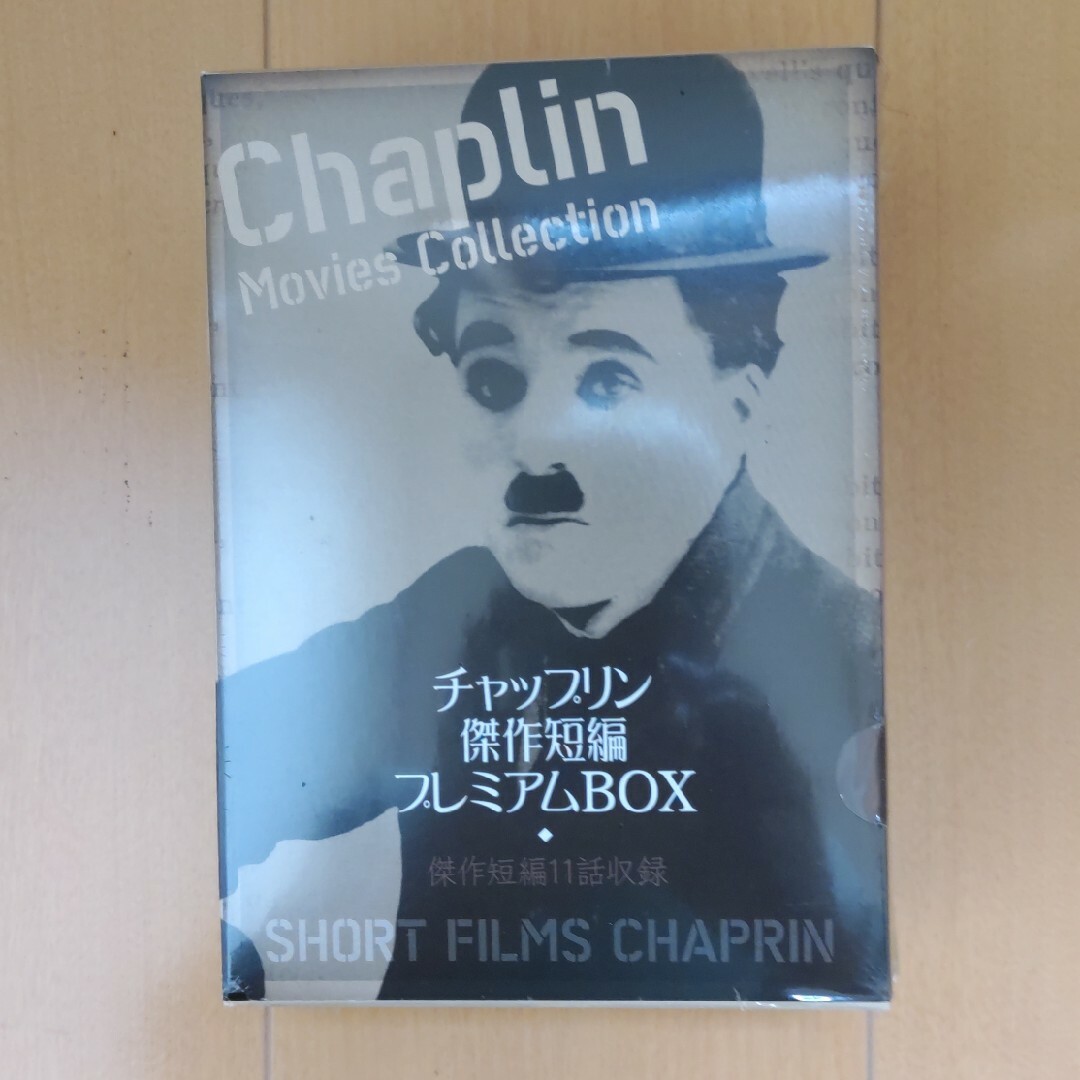 Chaplin
Movies Collection
チャップリン
傑作短編
プレミアムBOX
傑作短編11話収録
SHORT FILMS CHAPRIN